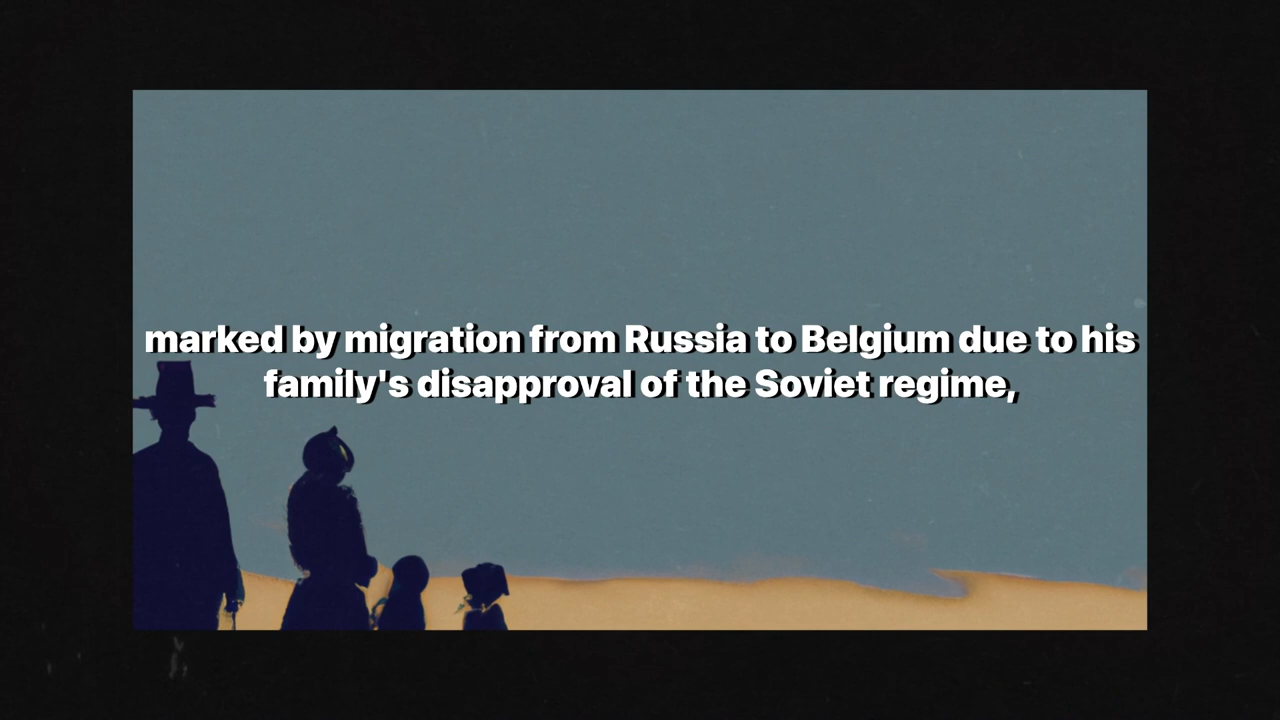 marked by migration from Russia to Belgium due to his
family's disapproval of the Soviet regime,